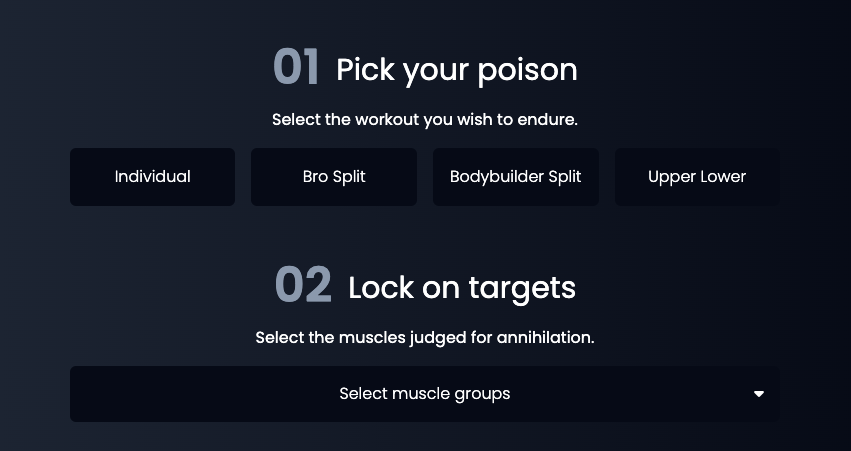 01 Pick your poison
Select the workout you wish to endure.
Individual Bro Split Bodybuilder Split Upper Lower
02 Lock on targets
Select the muscles judged for annihilation.
Select muscle groups